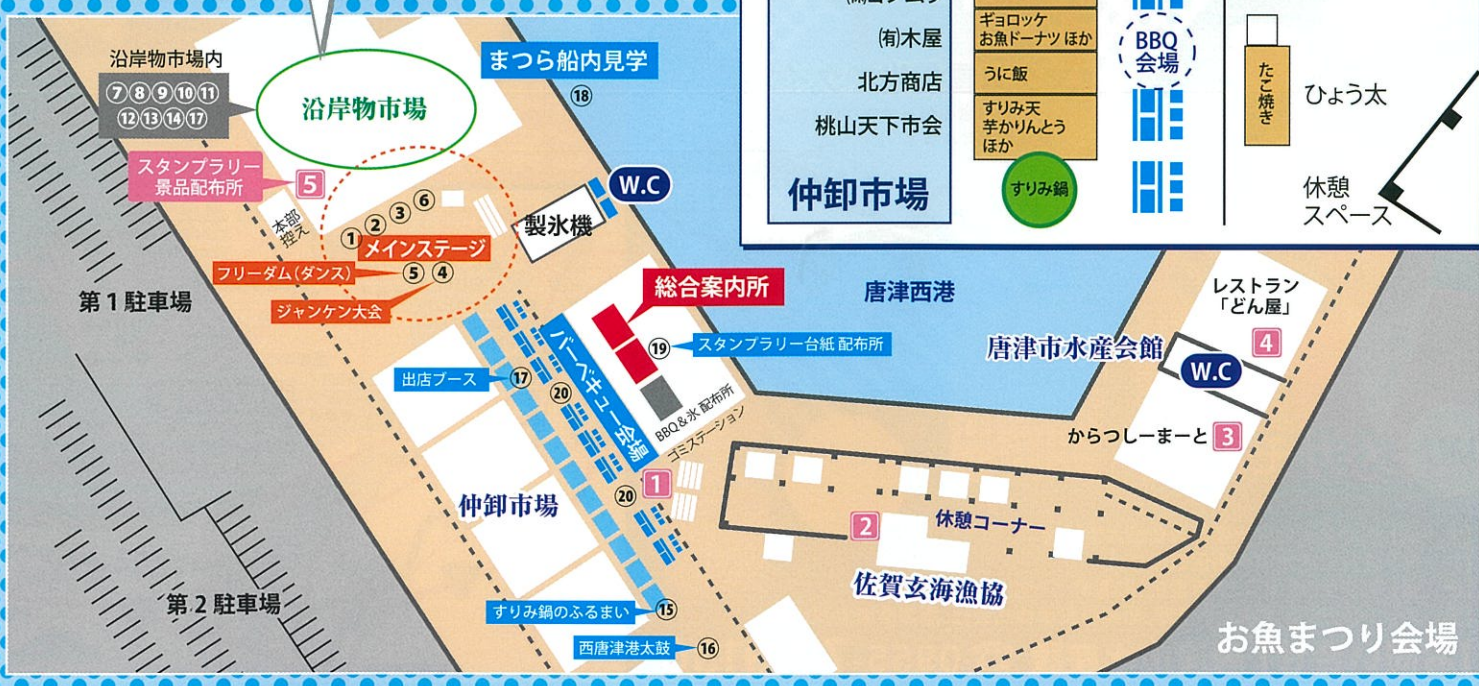 沿岸物市場内
⑦⑧⑨⑩⑪
⑫⑬⑭⑰
沿岸物市場
まつら船内見学
⑱
スタンプラリー
景品配布所
5
本部
控え
①
②
③
⑥
メインステージ
⑤
④
フリーダム(ダンス)
ジャンケン大会
製氷機
W.C
第1駐車場
総合案内所
⑲
スタンプラリー台紙 配布所
バーベキュー会場
BBQ&氷 配布所
ゴミステーション
出店ブース
⑰
⑳
⑳
1
仲卸市場
第2駐車場
すりみ鍋のふるまい
⑮
西唐津港太鼓
⑯
唐津西港
唐津市水産会館
レストラン
「どん屋」
4
W.C
からつしーまーと
3
2
休憩コーナー
佐賀玄海漁協
お魚まつり会場
㈲木屋
北方商店
桃山天下市会
仲卸市場
ギョロッケ
お魚ドーナツ ほか
うに飯
すりみ天
芋かりんとう
ほか
すりみ鍋
BBQ
会場
たこ焼き
ひょう太
休憩
スペース